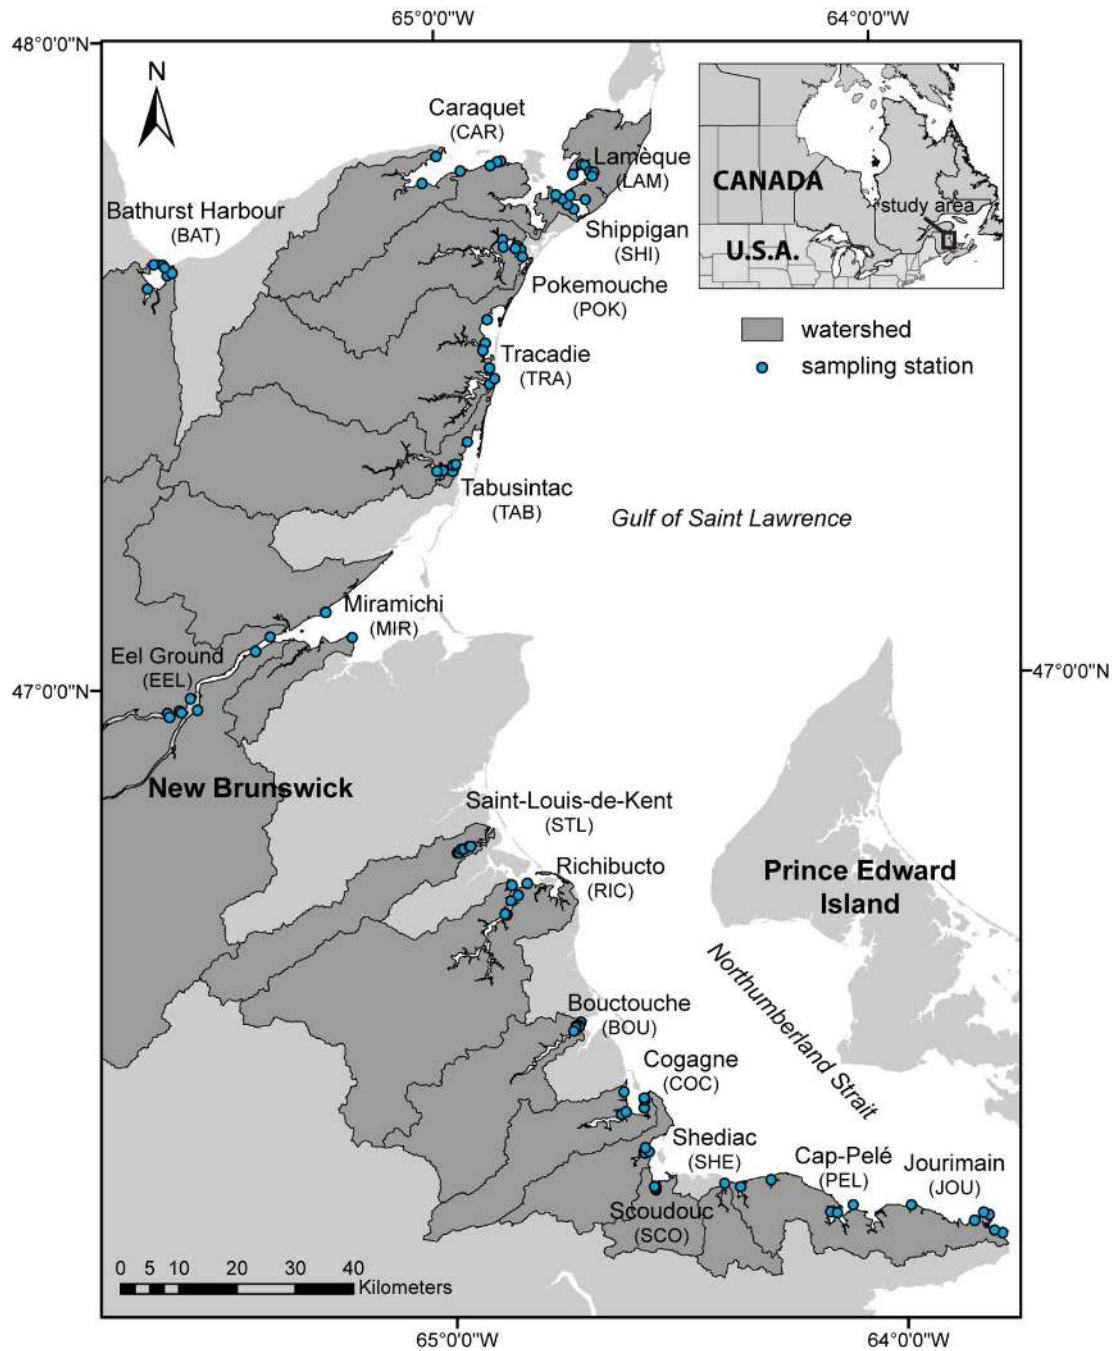 65°0'0"W
64°0'0"W
48°0'0"N
N
Caraquet
(CAR)
Lamèque
(LAM)
CANADA
study area
U.S.A.
Bathurst Harbour
(BAT)
Shippigan
(SHI)
Pokemouche
(POK)
watershed
sampling station
Tracadie
(TRA)
Tabusintac
(TAB)
Gulf of Saint Lawrence
Miramichi
(MIR)
Eel Ground
(EEL)
47°0'0"N
47°0'0"N
New Brunswick
Saint-Louis-de-Kent
(STL)
Richibucto
(RIC)
Prince Edward
Island
Northumberland Strait
Bouctouche
(BOU)
Cogagne
(COC)
Shediac
(SHE)
Cap-Pelé
(PEL)
Jourimain
(JOU)
Scoudouc
(SCO)
0 5 10 20 30 40
Kilometers
65°0'0"W
64°0'0"W